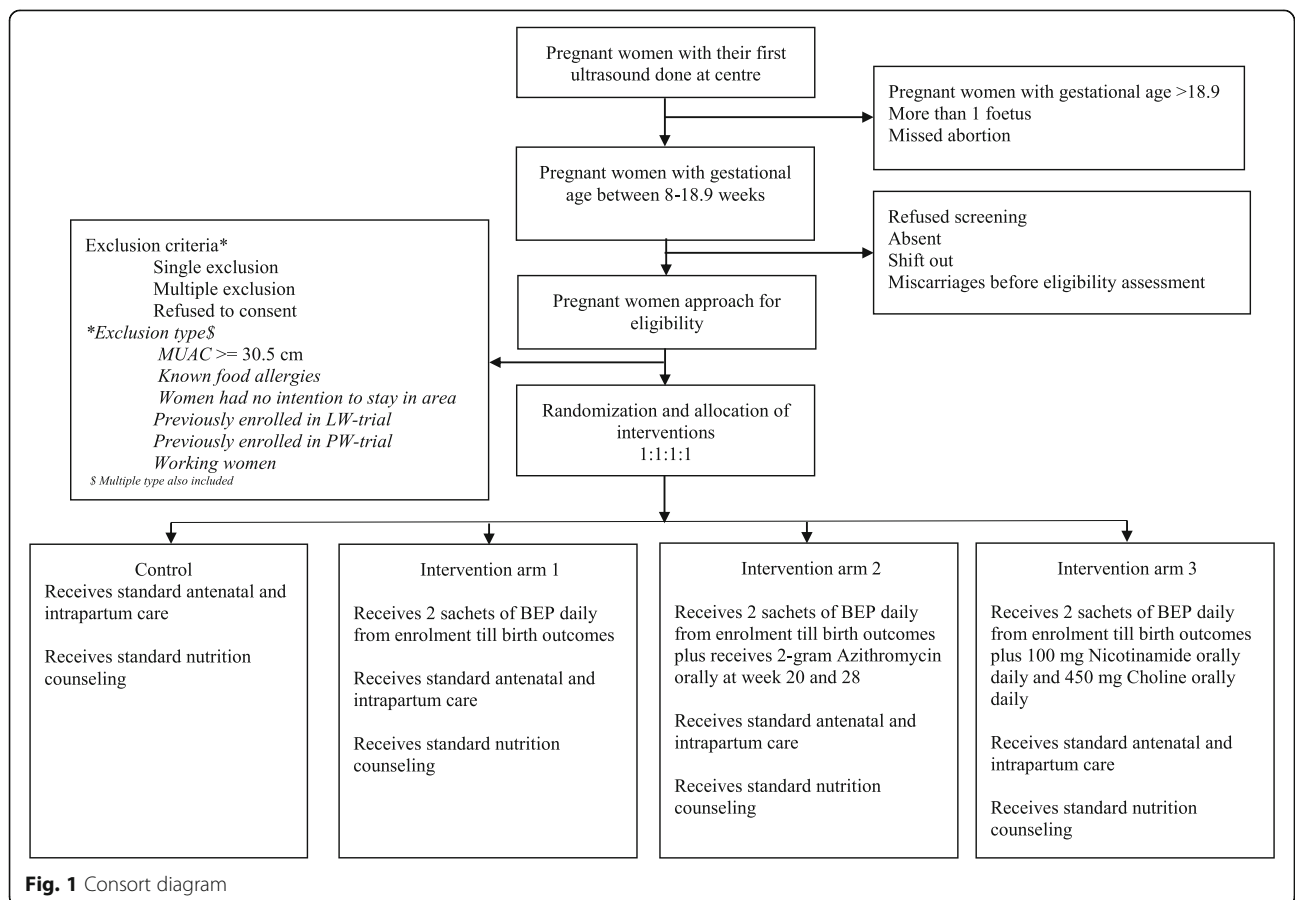 Pregnant women with their first
ultrasound done at centre
Pregnant women with gestational age >18.9
More than 1 foetus
Missed abortion
Pregnant women with gestational
age between 8-18.9 weeks
Refused screening
Absent
Shift out
Miscarriages before eligibility assessment
Pregnant women approach for
eligibility
Exclusion criteria*
Single exclusion
Multiple exclusion
Refused to consent
*Exclusion type$
MUAC >= 30.5 cm
Known food allergies
Women had no intention to stay in area
Previously enrolled in LW-trial
Previously enrolled in PW-trial
Working women
$ Multiple type also included
Randomization and allocation of
interventions
1:1:1:1
Control
Receives standard antenatal and
intrapartum care
Receives standard nutrition
counseling
Intervention arm 1
Receives 2 sachets of BEP daily
from enrolment till birth outcomes
Receives standard antenatal and
intrapartum care
Receives standard nutrition
counseling
Intervention arm 2
Receives 2 sachets of BEP daily
from enrolment till birth outcomes
plus receives 2-gram Azithromycin
orally at week 20 and 28
Receives standard antenatal and
intrapartum care
Receives standard nutrition
counseling
Intervention arm 3
Receives 2 sachets of BEP daily
from enrolment till birth outcomes
plus 100 mg Nicotinamide orally
daily and 450 mg Choline orally
daily
Receives standard antenatal and
intrapartum care
Receives standard nutrition
counseling
Fig. 1 Consort diagram